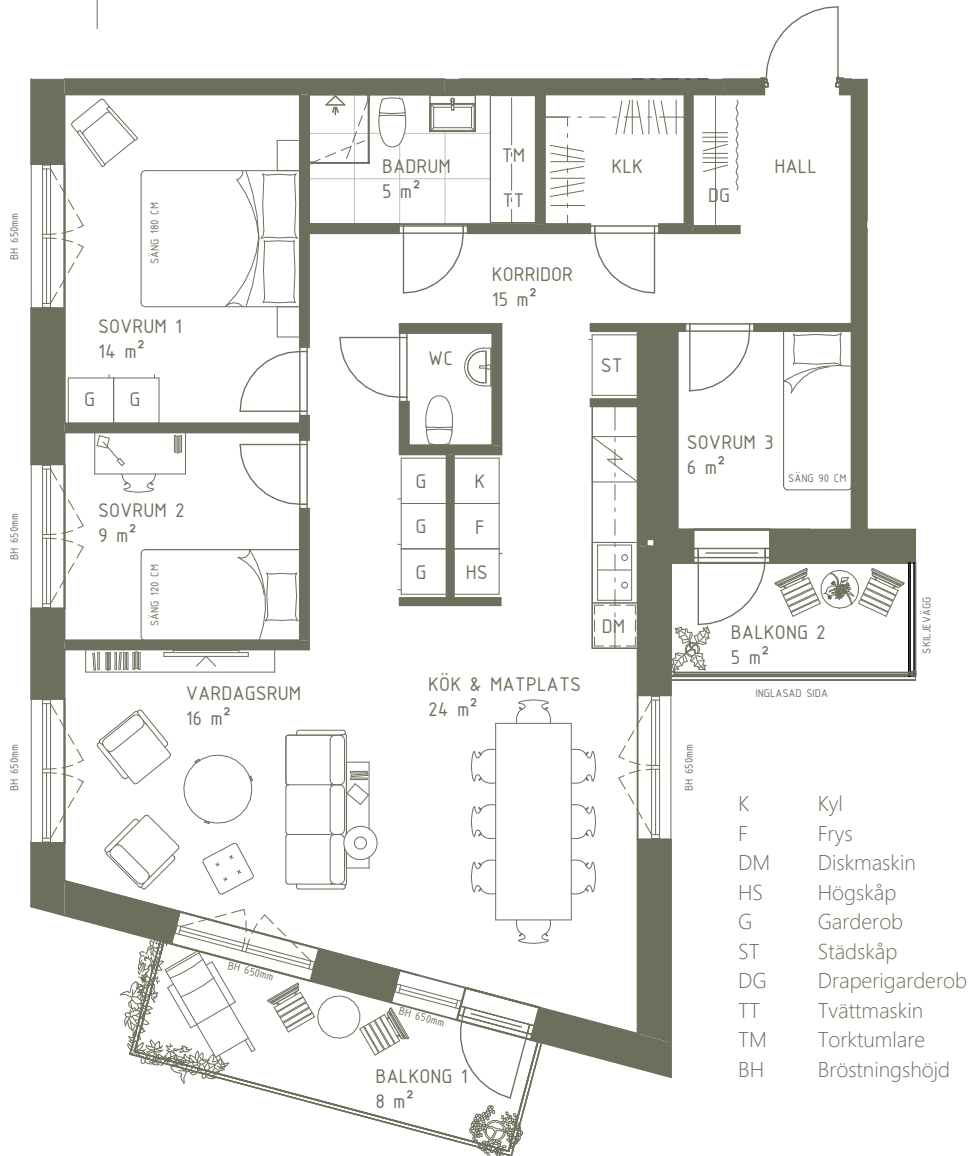 BADRUM
5 m²
TM
TT
KLK
DG
HALL
BH 650mm
SÄNG 180 CM
KORRIDOR
15 m²
SOVRUM 1
14 m²
G
G
WC
ST
SOVRUM 3
6 m²
SÄNG 90 CM
SOVRUM 2
9 m²
BH 650mm
SÄNG 120 CM
G
K
G
F
G
HS
DM
BALKONG 2
5 m²
SKILJEVÄGG
INGLASAD SIDA
VARDAGSRUM
16 m²
KÖK & MATPLATS
24 m²
BH 650mm
BH 650mm
BH 650mm
BH 650mm
BALKONG 1
8 m²
K Kyl
F Frys
DM Diskmaskin
HS Högskåp
G Garderob
ST Städskåp
DG Draperigarderob
TT Tvättmaskin
TM Torktumlare
BH Bröstningshöjd